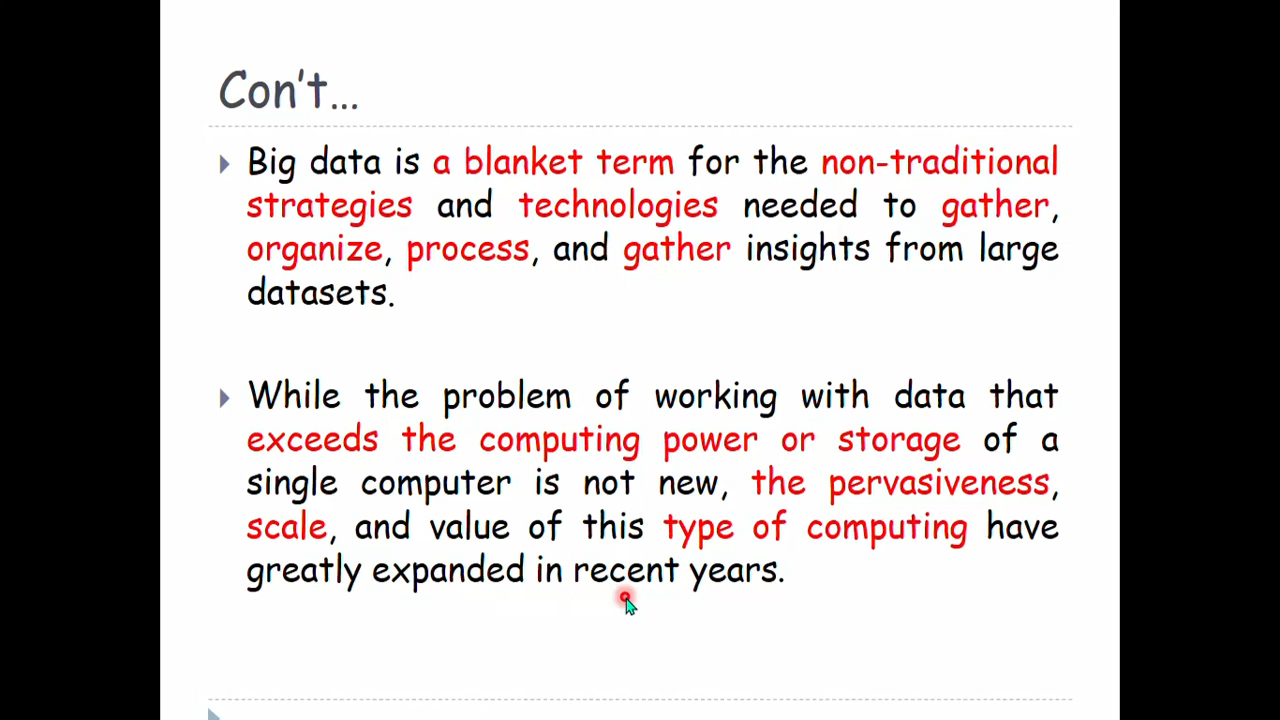 Con't...
Big data is a blanket term for the non-traditional
strategies and technologies needed to gather,
organize, process, and gather insights from large
datasets.
While the problem of working with data that
exceeds the computing power or storage of a
single computer is not new, the pervasiveness,
scale, and value of this type of computing have
greatly expanded in recent years.